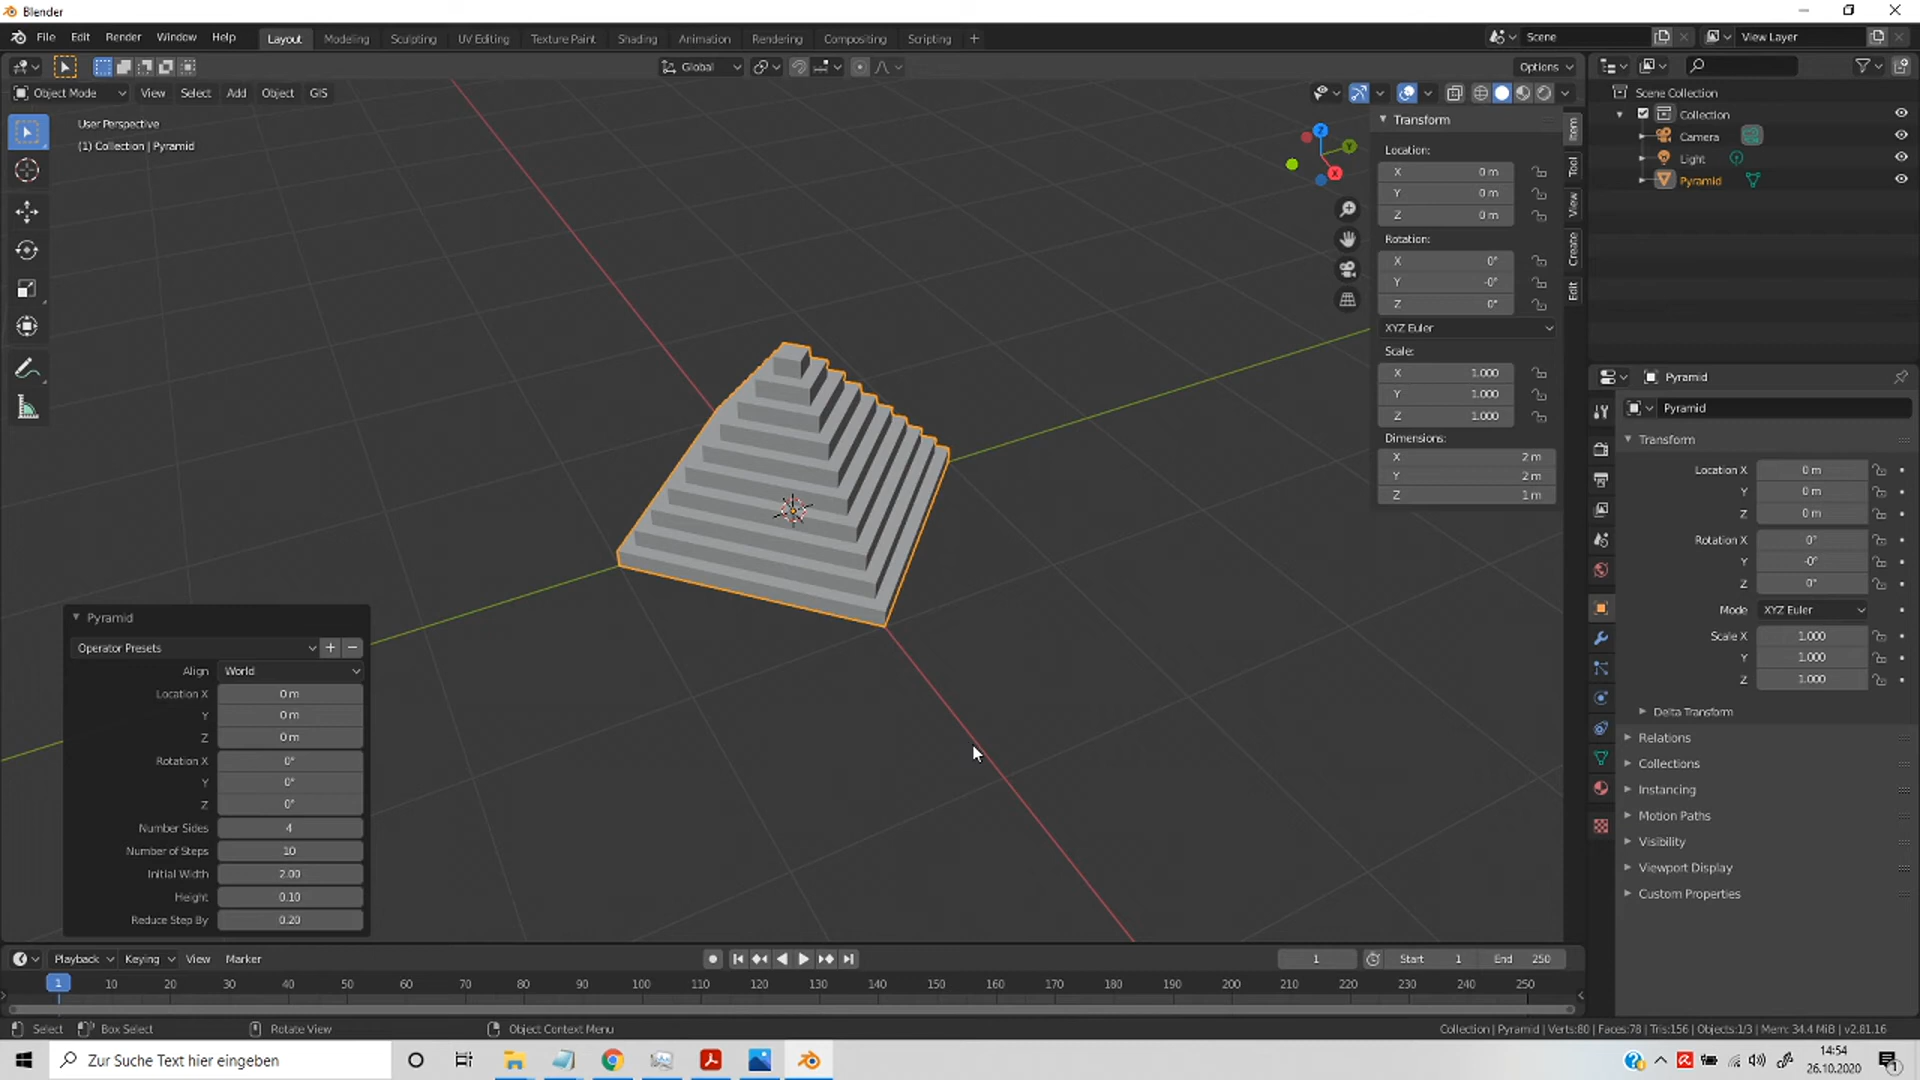 Blender
File Edit Render Window Help Layout Modeling Sculpting UV Editing Texture Paint Shading Animation Rendering Compositing Scripting + Scene View Layer
Global Options
Object Mode View Select Add Object GIS
User Perspective
(1) Collection | Pyramid
Z Y X
Transform
Location:
X 0 m
Y 0 m
Z 0 m
Rotation:
X 0°
Y -0°
Z 0°
XYZ Euler
Scale:
X 1.000
Y 1.000
Z 1.000
Dimensions:
X 2 m
Y 2 m
Z 1 m
Item
Tool
View
Create
Edit
Scene Collection
Collection
Camera
Light
Pyramid
Pyramid
Pyramid
Transform
Location X 0 m
Y 0 m
Z 0 m
Rotation X 0°
Y -0°
Z 0°
Mode XYZ Euler
Scale X 1.000
Y 1.000
Z 1.000
Delta Transform
Relations
Collections
Instancing
Motion Paths
Visibility
Viewport Display
Custom Properties
Pyramid
Operator Presets + −
Align World
Location X 0 m
Y 0 m
Z 0 m
Rotation X 0°
Y 0°
Z 0°
Number Sides 4
Number of Steps 10
Initial Width 2.00
Height 0.10
Reduce Step By 0.20
Playback Keying View Marker 1 Start 1 End 250
1 10 20 30 40 50 60 70 80 90 100 110 120 130 140 150 160 170 180 190 200 210 220 230 240 250
Select Box Select Rotate View Object Context Menu Collection | Pyramid | Verts:80 | Faces:78 | Tris:156 | Objects:1/3 | Mem: 34.4 MiB | v2.81.16
Zur Suche Text hier eingeben
14:54
26.10.2020
1